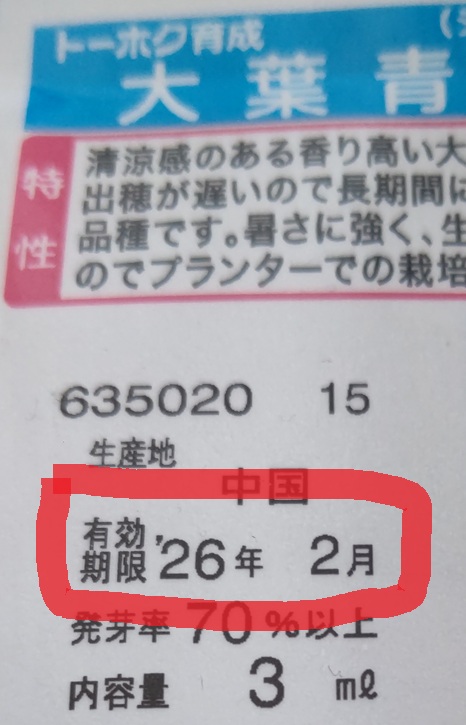 トーホク育成
大葉青
特性
清涼感のある香り高い大
出穂が遅いので長期間に
品種です。暑さに強く、生
のでプランターでの栽培
635020 15
生産地
中国
有効期限 '26年 2月
発芽率 70%以上
内容量 3 ml